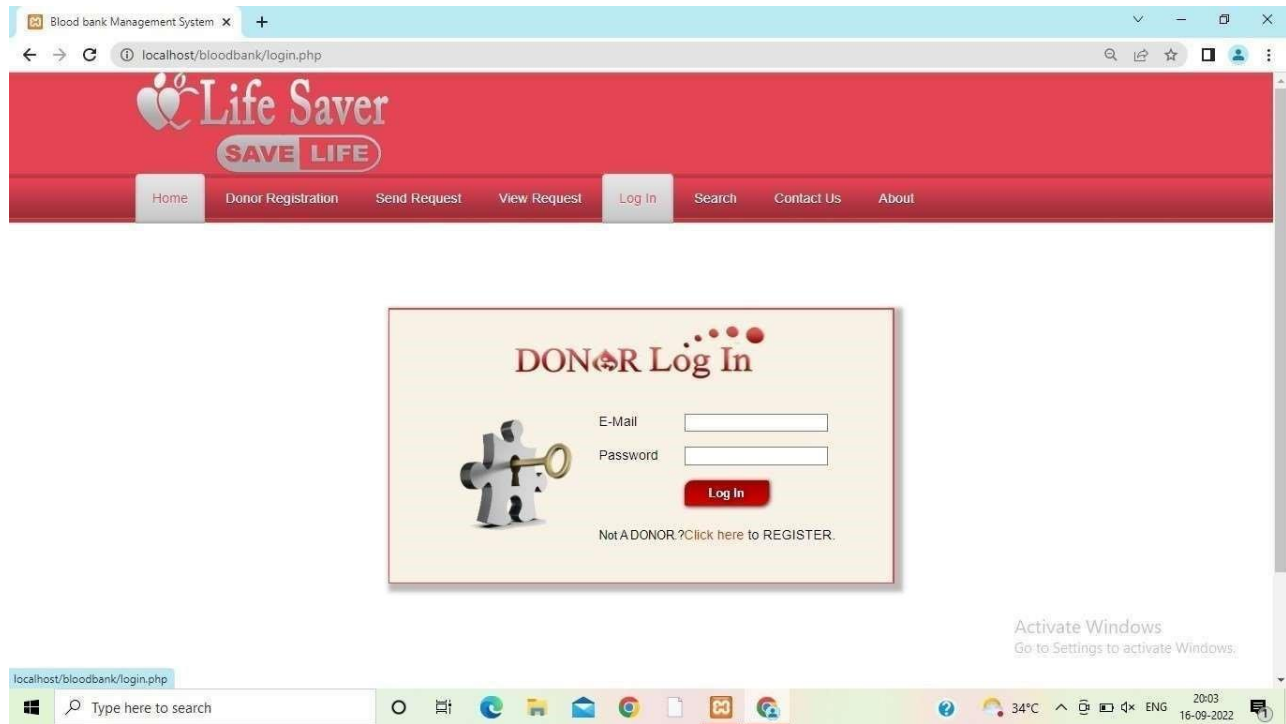 Blood bank Management System
localhost/bloodbank/login.php
Life Saver
SAVE LIFE
Home Donor Registration Send Request View Request Log In Search Contact Us About
DONOR Log In
E-Mail
Password
Log In
Not A DONOR ?Click here to REGISTER.
Activate Windows
Go to Settings to activate Windows.
localhost/bloodbank/login.php
Type here to search
34°C ENG 20:03
16-09-2022
1